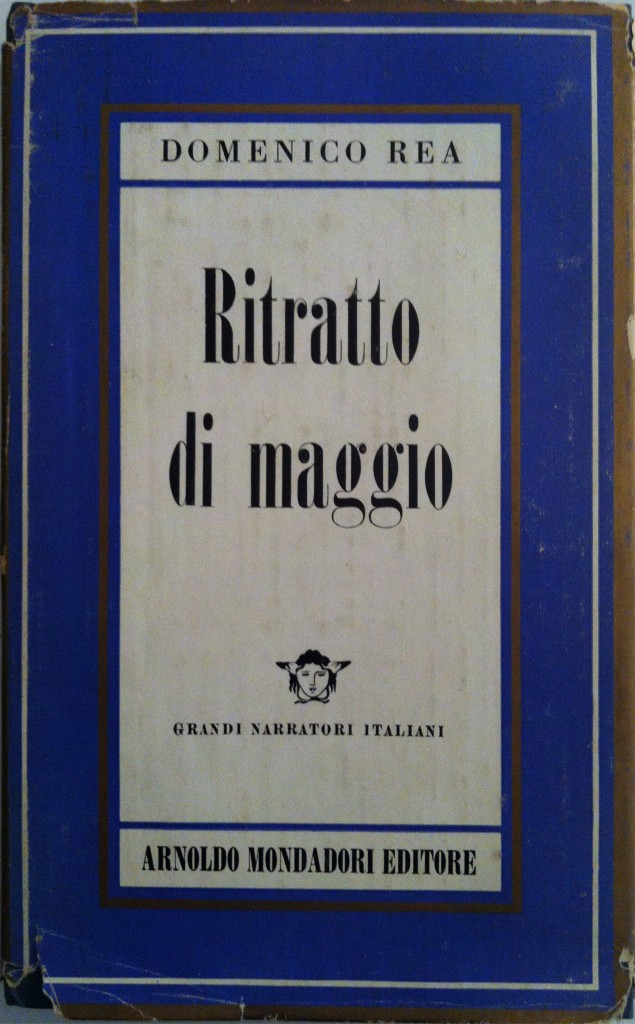 DOMENICO REA
Ritratto
di maggio
GRANDI NARRATORI ITALIANI
ARNOLDO MONDADORI EDITORE